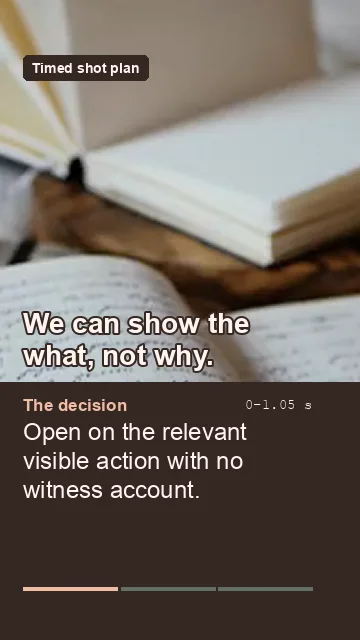 Timed shot plan
We can show the
what, not why.
The decision
0–1.05 s
Open on the relevant
visible action with no
witness account.